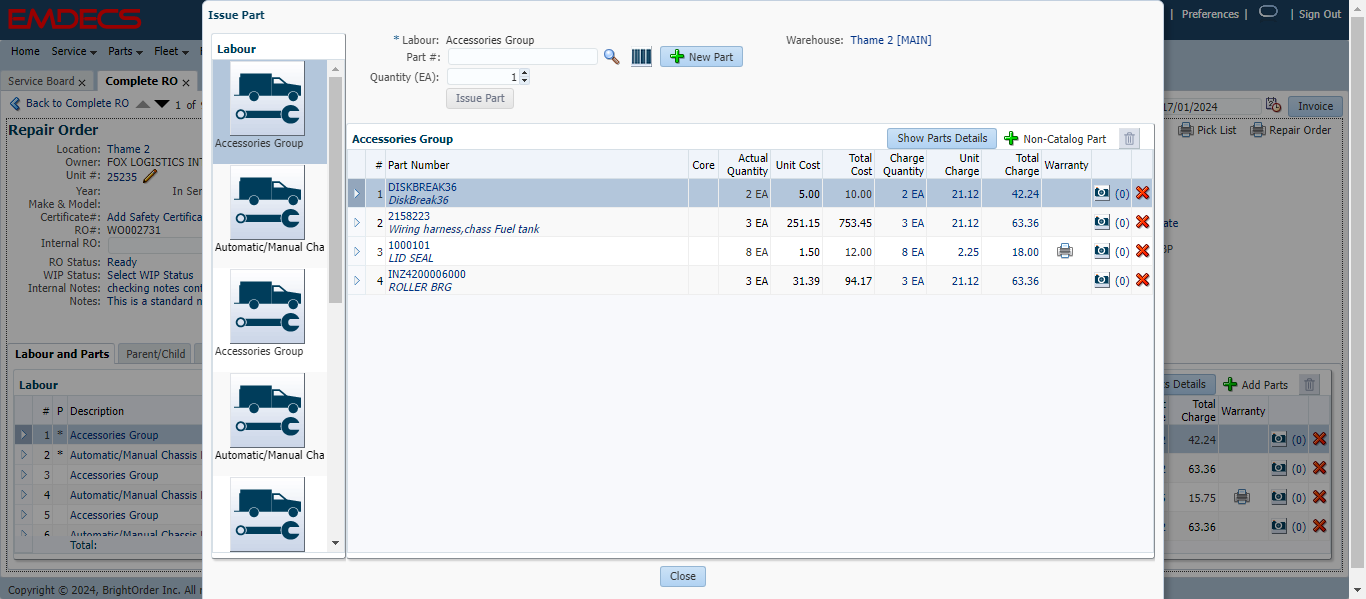 EMDECS
Preferences |
| Sign Out
Home Service Parts Fleet
Service Board x Complete RO x
Back to Complete RO 1 of
17/01/2024 Invoice
Pick List Repair Order
Repair Order
Location: Thame 2
Owner: FOX LOGISTICS INT
Unit #: 25235
Year: In Ser
Make & Model:
Certificate#: Add Safety Certifica
RO#: WO002731
Internal RO:
RO Status: Ready
WIP Status: Select WIP Status
Internal Notes: checking notes cont
Notes: This is a standard n
Labour and Parts Parent/Child
Labour
# P Description
1 * Accessories Group
2 * Automatic/Manual Chassis
3 Accessories Group
4 Automatic/Manual Chassis
5 Accessories Group
6 Automatic/Manual Chassis
Total:
Copyright © 2024, BrightOrder Inc. All r
Issue Part
Labour
Accessories Group
Automatic/Manual Cha
Accessories Group
Automatic/Manual Cha
* Labour: Accessories Group
Warehouse: Thame 2 [MAIN]
Part #: New Part
Quantity (EA): 1
Issue Part
Accessories Group Show Parts Details Non-Catalog Part
# Part Number Core Actual Quantity Unit Cost Total Cost Charge Quantity Unit Charge Total Charge Warranty
1 DISKBREAK36 2 EA 5.00 10.00 2 EA 21.12 42.24 (0)
DiskBreak36
2 2158223 3 EA 251.15 753.45 3 EA 21.12 63.36 (0)
Wiring harness,chass Fuel tank
3 1000101 8 EA 1.50 12.00 8 EA 2.25 18.00 (0)
LID SEAL
4 INZ4200006000 3 EA 31.39 94.17 3 EA 21.12 63.36 (0)
ROLLER BRG
Close
ate
s Details Add Parts
Total Charge Warranty
42.24 (0)
63.36 (0)
15.75 (0)
63.36 (0)